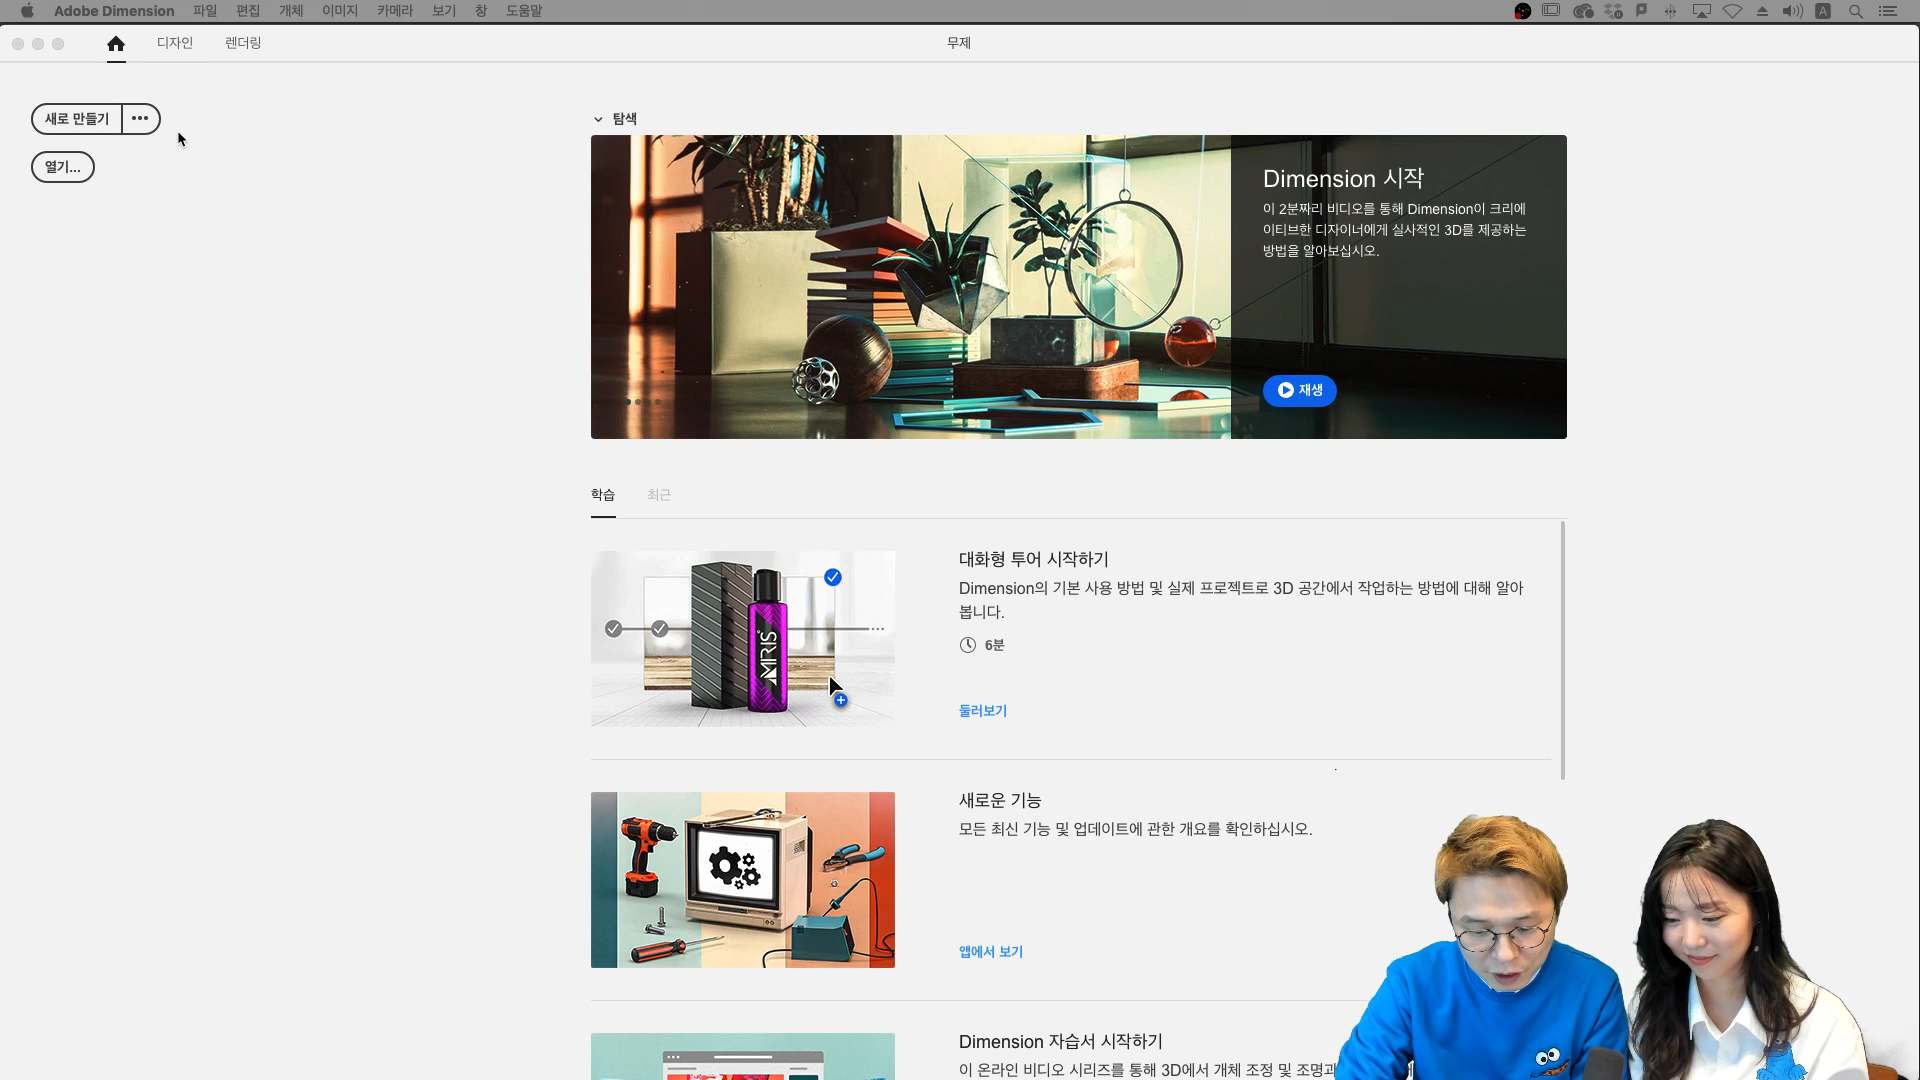 Adobe Dimension 파일 편집 개체 이미지 카메라 보기 창 도움말
A
디자인 렌더링
무제
새로 만들기 •••
열기...
탐색
Dimension 시작
이 2분짜리 비디오를 통해 Dimension이 크리에
이티브한 디자이너에게 실사적인 3D를 제공하는
방법을 알아보십시오.
재생
학습 최근
MRIS
대화형 투어 시작하기
Dimension의 기본 사용 방법 및 실제 프로젝트로 3D 공간에서 작업하는 방법에 대해 알아
봅니다.
6분
둘러보기
새로운 기능
모든 최신 기능 및 업데이트에 관한 개요를 확인하십시오.
앱에서 보기
Dimension 자습서 시작하기
이 온라인 비디오 시리즈를 통해 3D에서 개체 조정 및 조명과